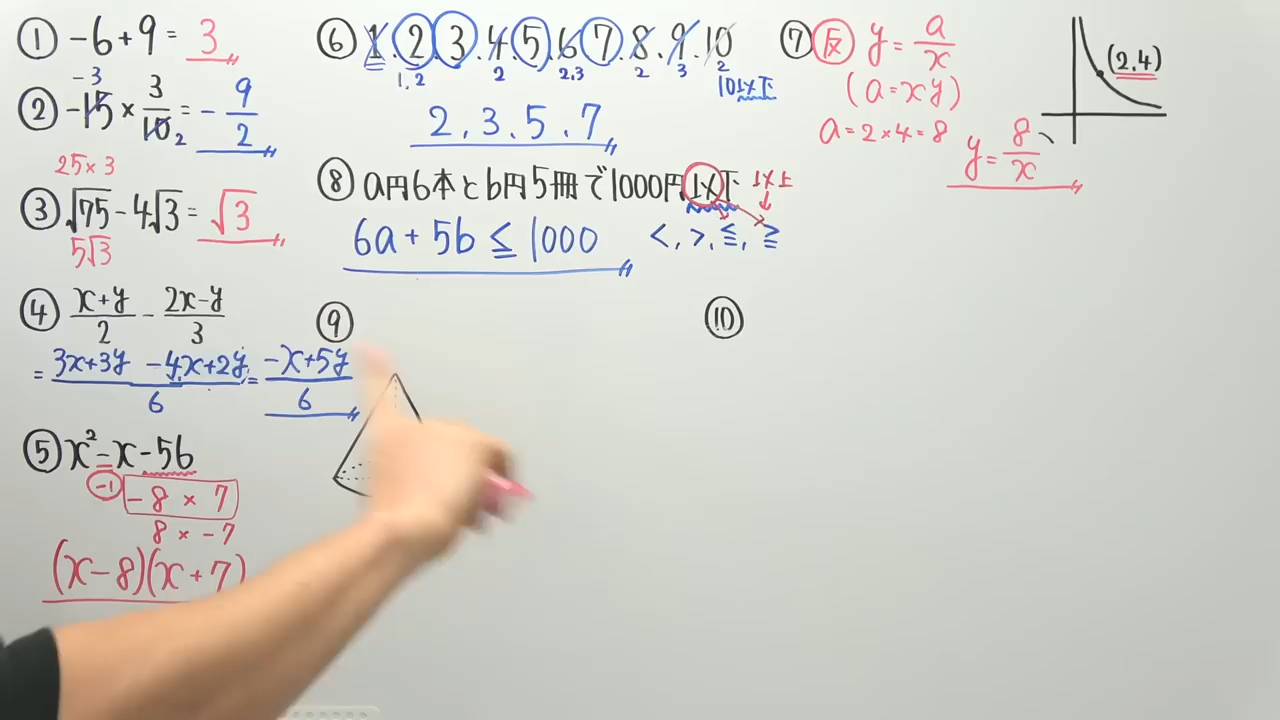 ① -6+9= 3
-3
② -15×3/10= -9/2
2
25×3
③ √75-4√3= √3
5√3
④ x+y/2 - 2x-y/3
= 3x+3y -4x+2y/6 = -x+5y/6
⑤ x²-x-56
-1 -8 × 7
8 × -7
(x-8)(x+7)
⑥ 1.2.3.4.5.6.7.8.9.10
1.2 2 2.3 2 3 2
10以下
2.3.5.7
⑦ 反 y=a/x
(a=xy)
a=2×4=8
y=8/x
(2.4)
⑧ a円6本とb円5冊で1000円以下 以上
6a+5b≦1000 <,>,≦,≧
⑨
⑩